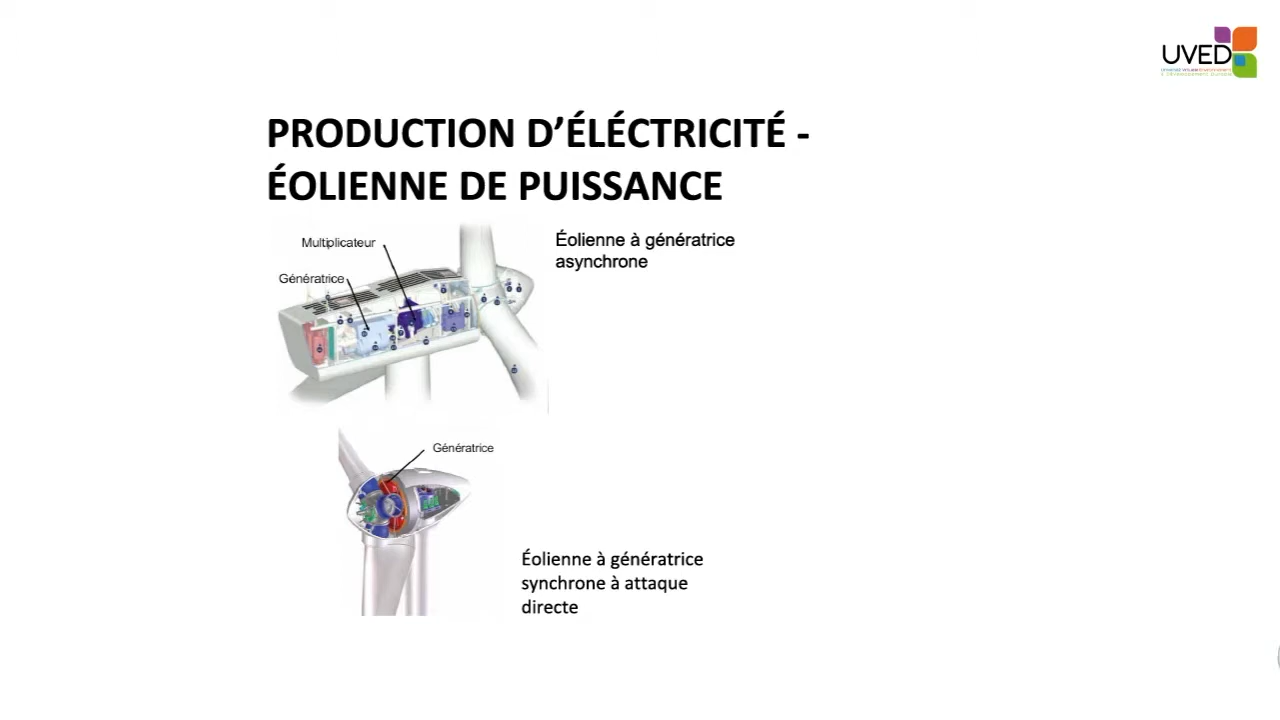 UVED
PRODUCTION D’ÉLÉCTRICITÉ -
ÉOLIENNE DE PUISSANCE
Multiplicateur
Génératrice
Éolienne à génératrice
asynchrone
Génératrice
Éolienne à génératrice
synchrone à attaque
directe